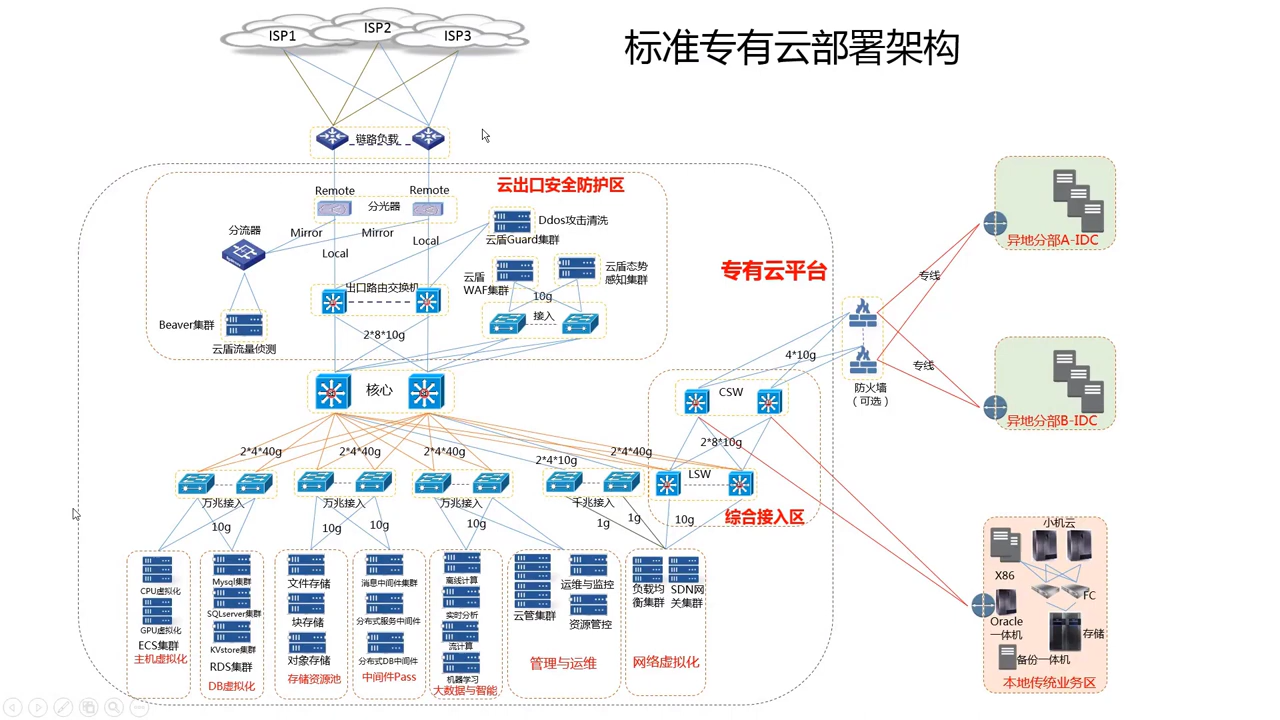 ISP1
ISP2
ISP3
标准专有云部署架构
链路负载
云出口安全防护区
Remote
Remote
分光器
Ddos攻击清洗
云盾Guard集群
分流器
Mirror
Mirror
Local
Local
专有云平台
异地分部A-IDC
云盾
WAF集群
云盾态势
感知集群
专线
出口路由交换机
10g
接入
Beaver集群
云盾流量侦测
2*8*10g
4*10g
专线
防火墙
（可选）
核心
CSW
异地分部B-IDC
2*4*40g
2*4*40g
2*4*40g
2*4*10g
2*4*40g
2*8*10g
LSW
万兆接入
万兆接入
万兆接入
千兆接入
10g
10g
10g
10g
1g
1g
10g
综合接入区
CPU虚拟化
GPU虚拟化
ECS集群
主机虚拟化
Mysql集群
SQLserver集群
KVstore集群
RDS集群
DB虚拟化
文件存储
块存储
对象存储
存储资源池
消息中间件集群
分布式服务中间件
分布式DB中间件
中间件Pass
离线计算
实时分析
流计算
机器学习
大数据与智能
云管集群
运维与监控
资源管控
管理与运维
负载均
衡集群
SDN网
关集群
网络虚拟化
小机云
X86
FC
Oracle
一体机
存储
备份一体机
本地传统业务区